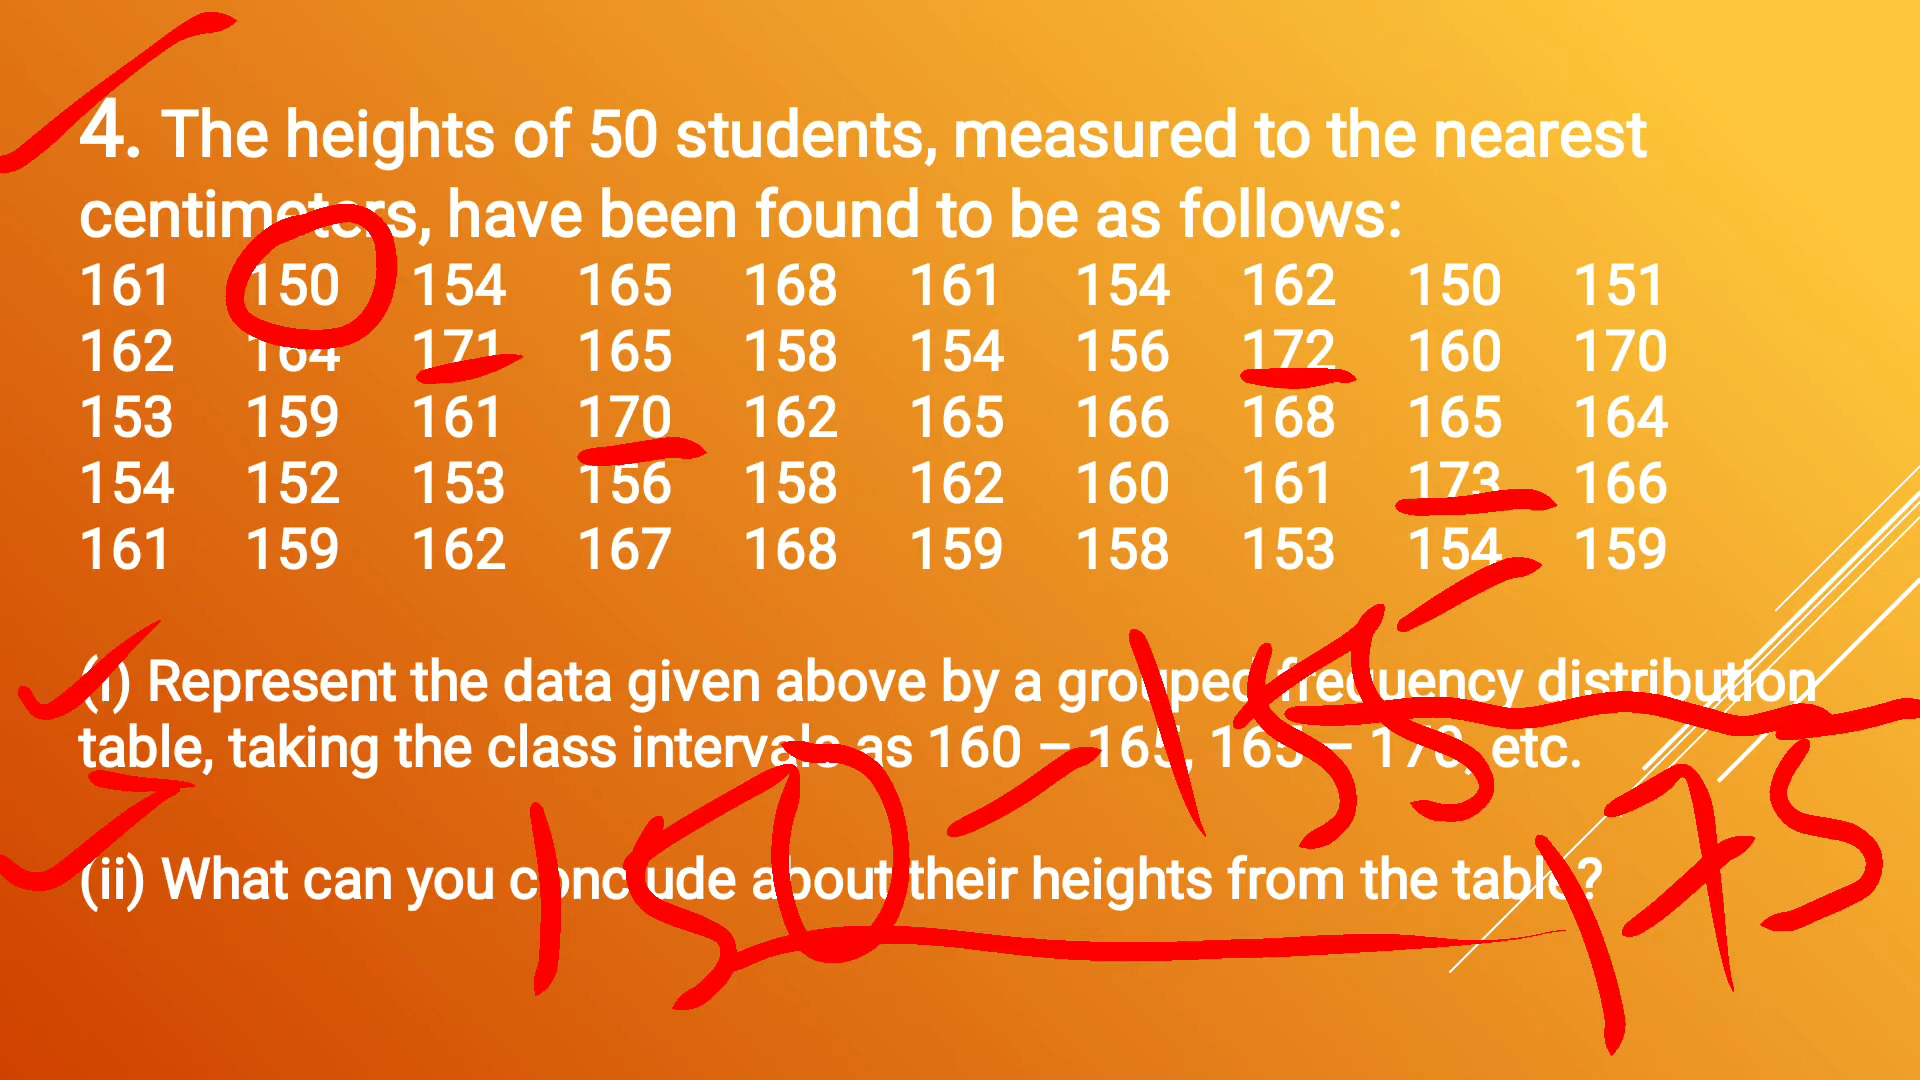 4. The heights of 50 students, measured to the nearest
centimeters, have been found to be as follows:
161 150 154 165 168 161 154 162 150 151
162 164 171 165 158 154 156 172 160 170
153 159 161 170 162 165 166 168 165 164
154 152 153 156 158 162 160 161 173 166
161 159 162 167 168 159 158 153 154 159
(i) Represent the data given above by a grouped frequency distribution
table, taking the class intervals as 160 – 165, 165 – 170, etc.
150 - 155 -
(ii) What can you conclude about their heights from the table?
175